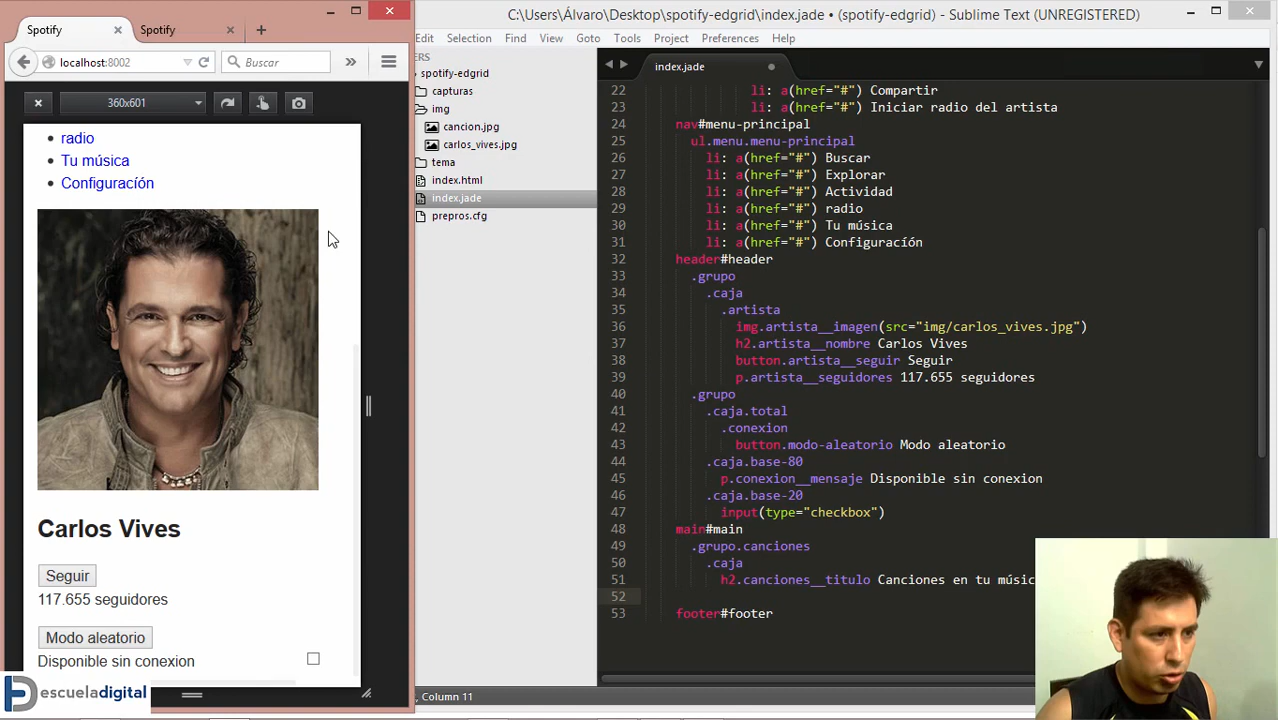 Spotify
Spotify
localhost:8002
Buscar
360x601
radio
Tu música
Configuracíón
Carlos Vives
Seguir
117.655 seguidores
Modo aleatorio
Disponible sin conexion
escueladigital
C:\Users\Álvaro\Desktop\spotify-edgrid\index.jade • (spotify-edgrid) - Sublime Text (UNREGISTERED)
Edit Selection Find View Goto Tools Project Preferences Help
ERS
spotify-edgrid
capturas
img
cancion.jpg
carlos_vives.jpg
tema
index.html
index.jade
prepros.cfg
index.jade
22 li: a(href="#") Compartir
23 li: a(href="#") Iniciar radio del artista
24 nav#menu-principal
25 ul.menu.menu-principal
26 li: a(href="#") Buscar
27 li: a(href="#") Explorar
28 li: a(href="#") Actividad
29 li: a(href="#") radio
30 li: a(href="#") Tu música
31 li: a(href="#") Configuracíón
32 header#header
33 .grupo
34 .caja
35 .artista
36 img.artista__imagen(src="img/carlos_vives.jpg")
37 h2.artista__nombre Carlos Vives
38 button.artista__seguir Seguir
39 p.artista__seguidores 117.655 seguidores
40 .grupo
41 .caja.total
42 .conexion
43 button.modo-aleatorio Modo aleatorio
44 .caja.base-80
45 p.conexion__mensaje Disponible sin conexion
46 .caja.base-20
47 input(type="checkbox")
48 main#main
49 .grupo.canciones
50 .caja
51 h2.canciones__titulo Canciones en tu músic
52
53 footer#footer
, Column 11